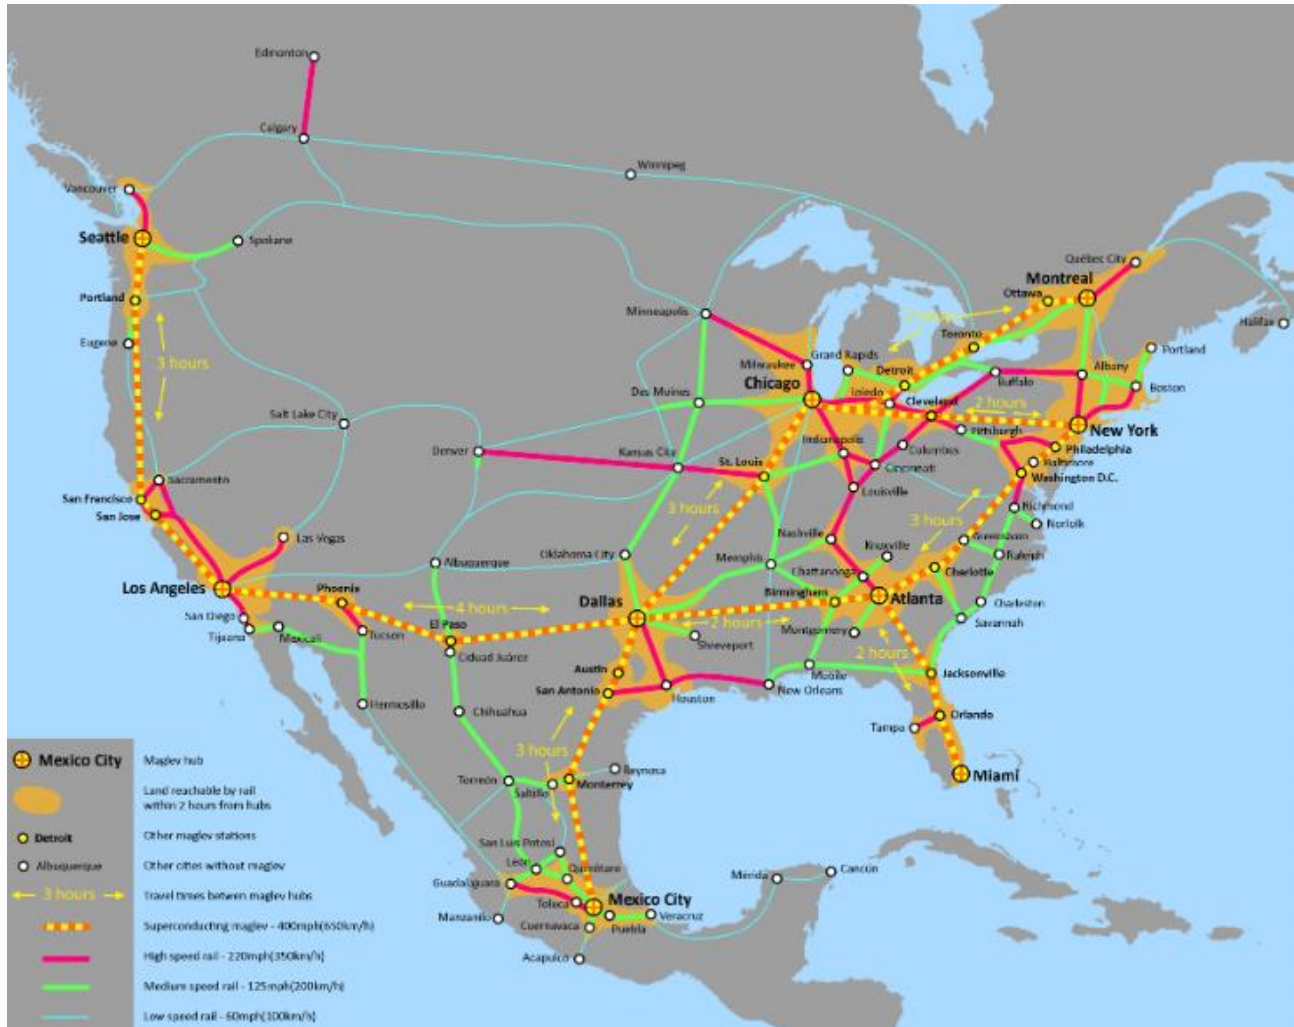 Edmonton
Calgary
Winnipeg
Vancouver
Seattle
Spokane
Québec City
Montreal
Ottawa
Portland
Minneapolis
Halifax
3 hours
Toronto
Eugene
Grand Rapids
Portland
Milwaukee
Detroit
Albany
Chicago
Buffalo
Boston
Des Moines
Toledo
Cleveland
2 hours
Salt Lake City
New York
Pittsburgh
Indianapolis
Philadelphia
Denver
Kansas City
St. Louis
Columbus
Baltimore
Cincinnati
Washington D.C.
Sacramento
Louisville
San Francisco
3 hours
Richmond
San Jose
3 hours
Norfolk
Las Vegas
Nashville
Greensboro
Knoxville
Raleigh
Oklahoma City
Memphis
Albuquerque
Chattanooga
Charlotte
Los Angeles
Phoenix
Birmingham
Atlanta
Dallas
Charleston
4 hours
San Diego
El Paso
2 hours
Savannah
Tijuana
Mexicali
Tucson
Shreveport
Montgomery
Ciduad Juárez
2 hours
Austin
Mobile
Jacksonville
San Antonio
New Orleans
Hermosillo
Houston
Chihuahua
Orlando
Tampa
3 hours
Reynosa
Miami
Torreón
Monterrey
Saltillo
San Luis Potosí
León
Querétaro
Mérida
Cancún
Guadalajara
Toluca
Mexico City
Manzanilo
Veracruz
Cuernavaca
Puebla
Acapulco
Mexico City
Maglev hub
Land reachable by rail
within 2 hours from hubs
Detroit
Other maglev stations
Albuquerque
Other cities without maglev
3 hours
Travel times betwen maglev hubs
Superconducting maglev - 400mph(650km/h)
High speed rail - 220mph(350km/h)
Medium speed rail - 125mph(200km/h)
Low speed rail - 60mph(100km/h)